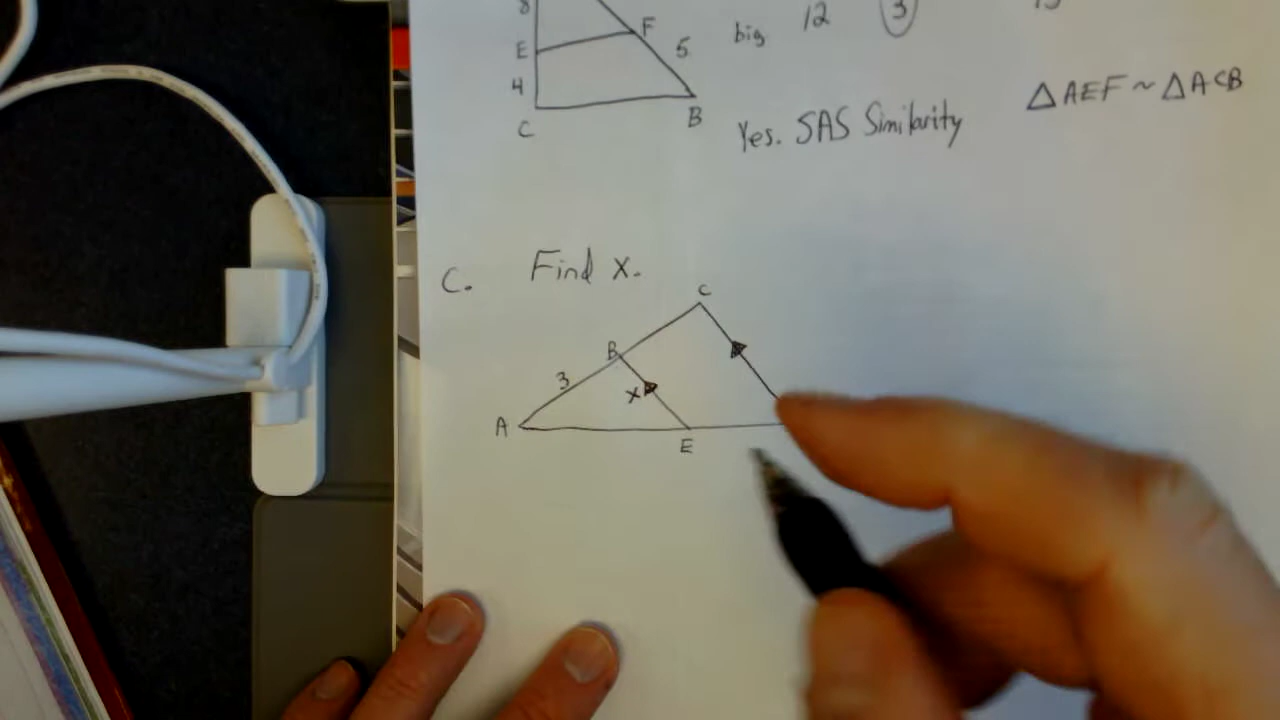 8
E
F
5
4
C
B
big 12 3
Yes. SAS Similarity
△AEF ~ △ACB
C. Find x.
C
B
3
x
A
E